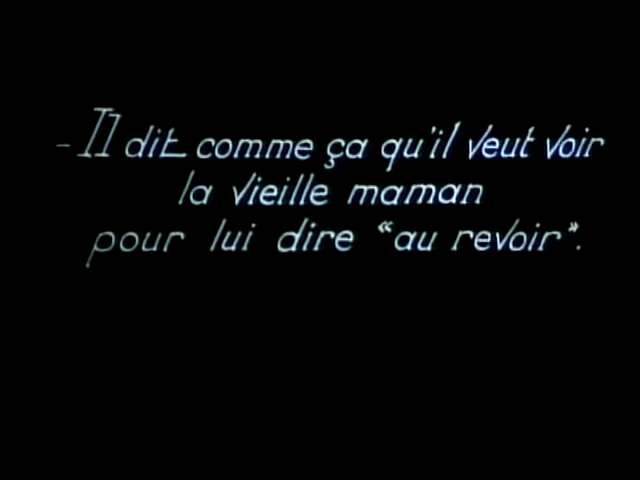 - Il dit comme ça qu'il veut voir
la vieille maman
pour lui dire “au revoir”.